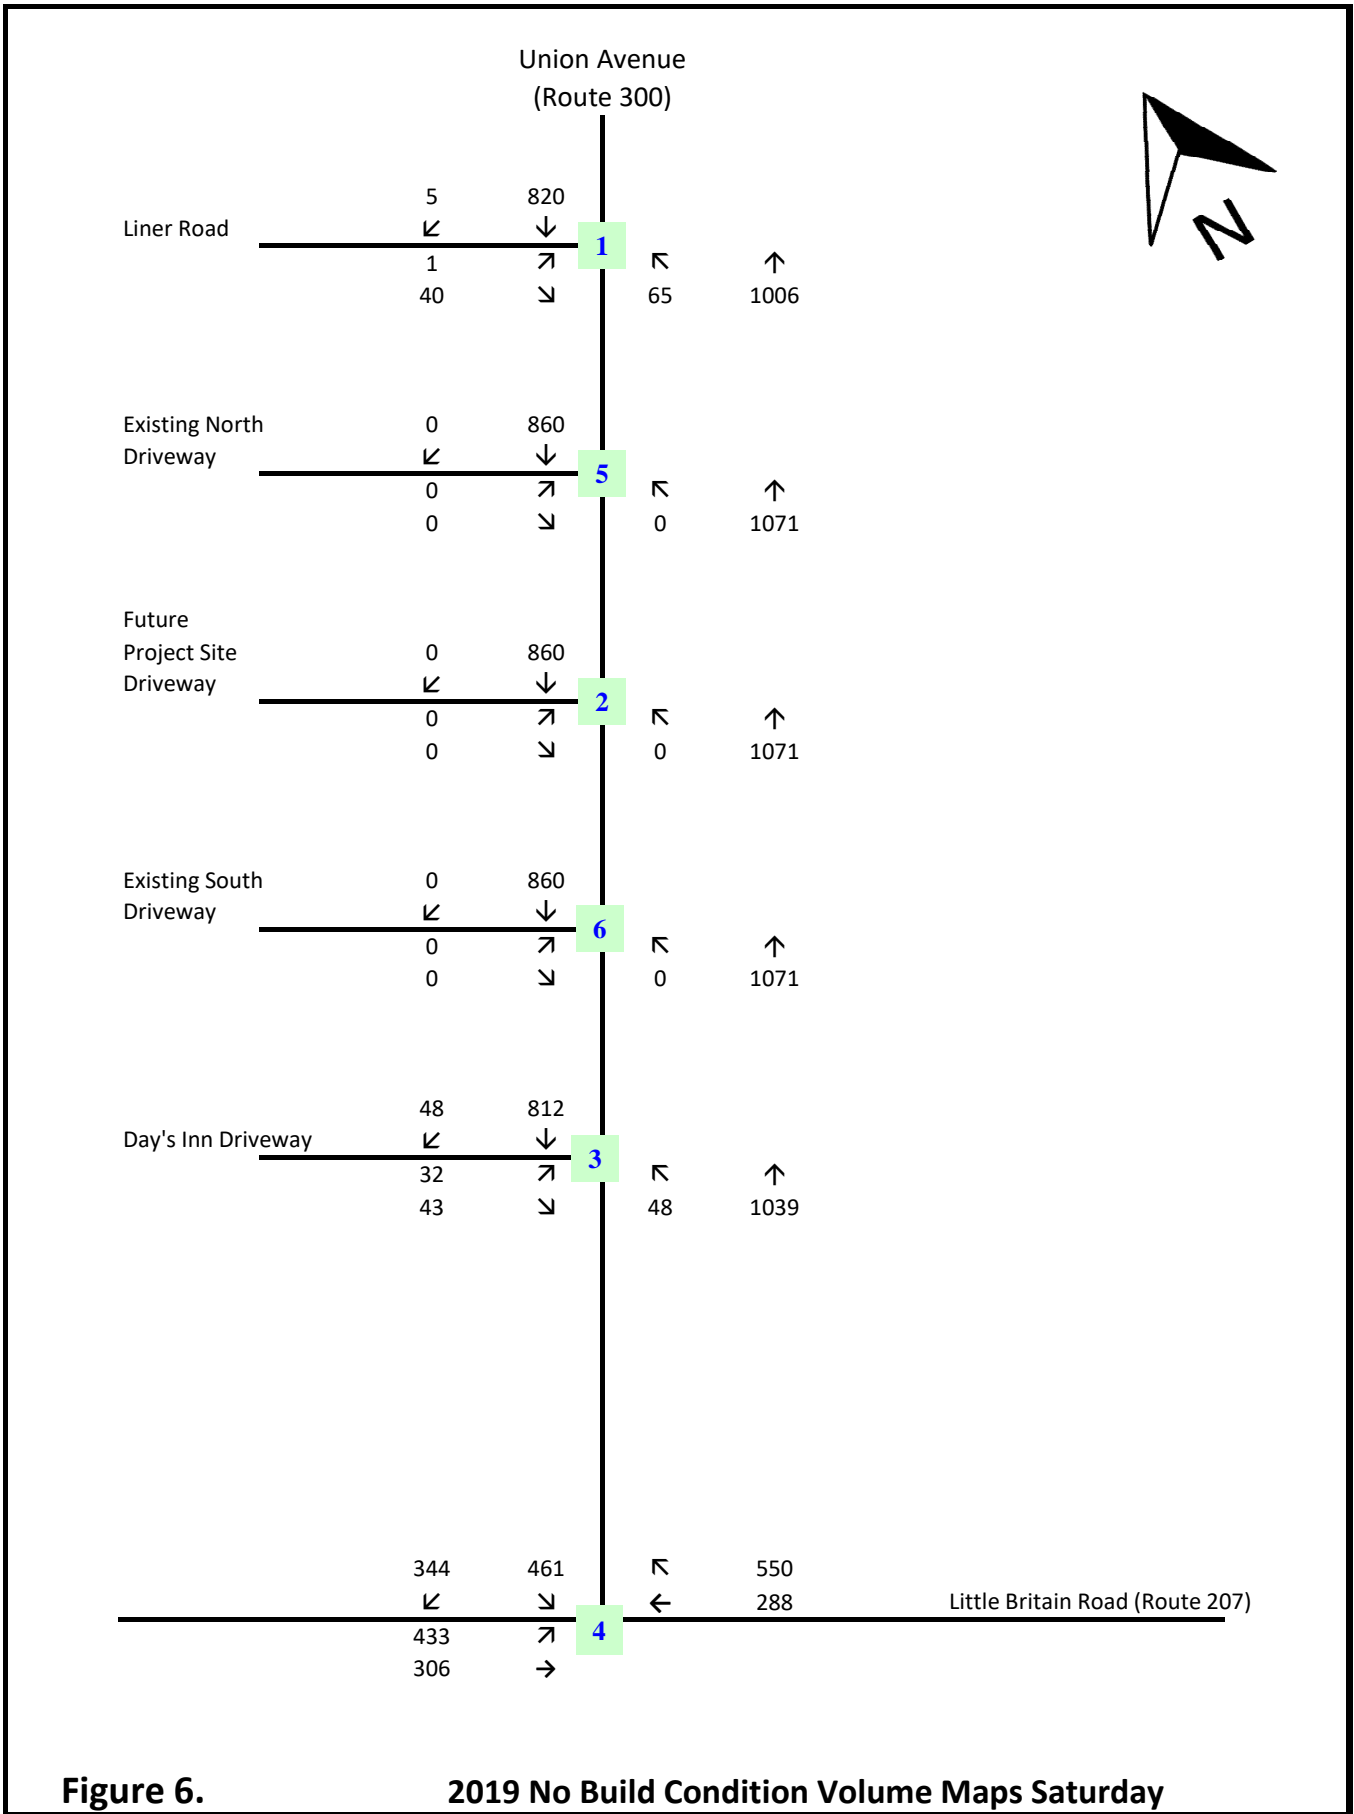 Union Avenue
(Route 300)
N
5 820
Liner Road
↙ ↓
1
1 ↗ ↖ ↑
40 ↘ 65 1006
Existing North 0 860
Driveway ↙ ↓
5
0 ↗ ↖ ↑
0 ↘ 0 1071
Future
Project Site 0 860
Driveway ↙ ↓
2
0 ↗ ↖ ↑
0 ↘ 0 1071
Existing South 0 860
Driveway ↙ ↓
6
0 ↗ ↖ ↑
0 ↘ 0 1071
48 812
Day's Inn Driveway ↙ ↓
3
32 ↗ ↖ ↑
43 ↘ 48 1039
344 461 ↖ 550
↙ ↘ ← 288 Little Britain Road (Route 207)
4
433 ↗
306 →
Figure 6. 2019 No Build Condition Volume Maps Saturday